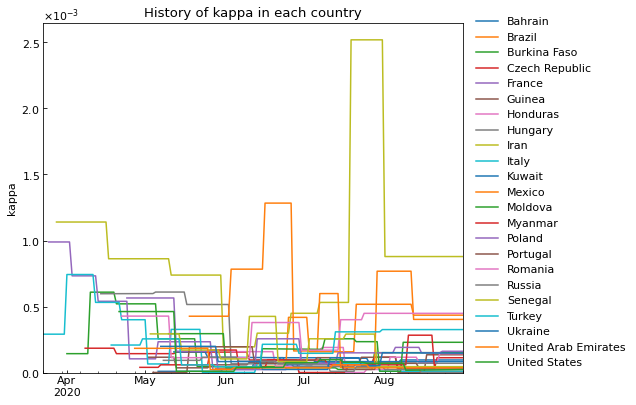 History of kappa in each country
×10⁻³
2.5
2.0
1.5
1.0
0.5
0.0
kappa
Apr
2020
May
Jun
Jul
Aug
Bahrain
Brazil
Burkina Faso
Czech Republic
France
Guinea
Honduras
Hungary
Iran
Italy
Kuwait
Mexico
Moldova
Myanmar
Poland
Portugal
Romania
Russia
Senegal
Turkey
Ukraine
United Arab Emirates
United States